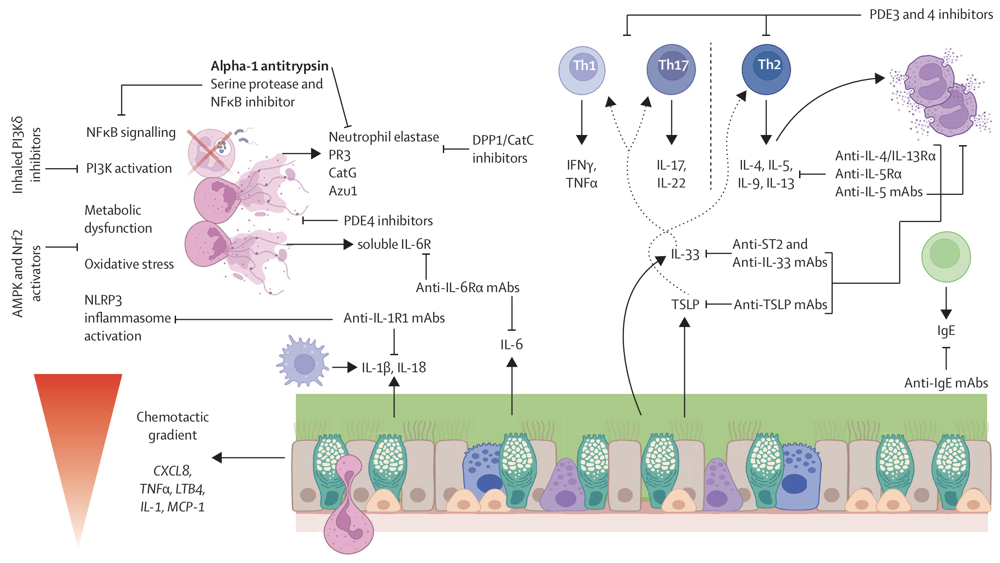 PDE3 and 4 inhibitors
Th1
Th17
Th2
Alpha-1 antitrypsin
Serine protease and
NFκB inhibitor
Inhaled PI3Kδ
inhibitors
NFκB signalling
PI3K activation
Neutrophil elastase
PR3
CatG
Azu1
DPP1/CatC
inhibitors
IFNγ,
TNFα
IL-17,
IL-22
IL-4, IL-5,
IL-9, IL-13
Anti-IL-4/IL-13Rα
Anti-IL-5Rα
Anti-IL-5 mAbs
AMPK and Nrf2
activators
Metabolic
dysfunction
Oxidative stress
PDE4 inhibitors
soluble IL-6R
Anti-IL-6Rα mAbs
IL-33
Anti-ST2 and
Anti-IL-33 mAbs
TSLP
Anti-TSLP mAbs
NLRP3
inflammasome
activation
Anti-IL-1R1 mAbs
IL-6
IL-1β, IL-18
IgE
Anti-IgE mAbs
Chemotactic
gradient
CXCL8,
TNFα, LTB4,
IL-1, MCP-1